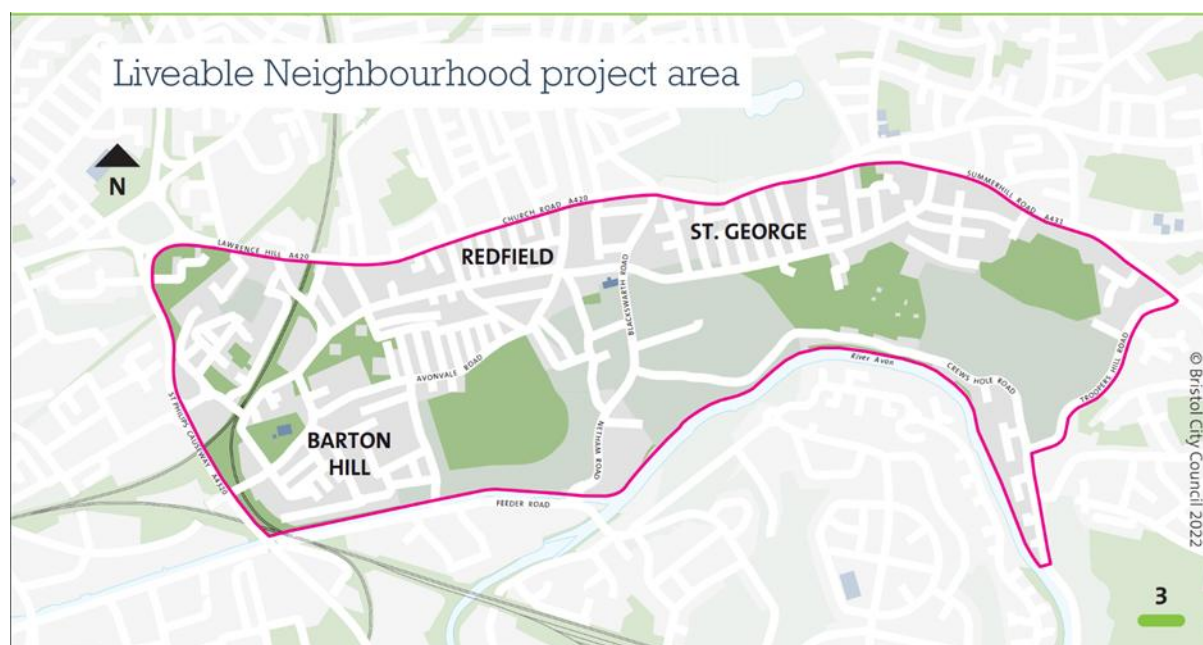 Liveable Neighbourhood project area
N
SUMMERHILL ROAD A431
CHURCH ROAD A420
ST. GEORGE
LAWRENCE HILL A420
REDFIELD
BLACKSWARTH ROAD
River Avon
CREWS HOLE ROAD
TROOPERS HILL ROAD
AVONVALE ROAD
ST PHILIPS CAUSEWAY A4320
BARTON
HILL
NETHAM ROAD
FEEDER ROAD
© Bristol City Council 2022
3